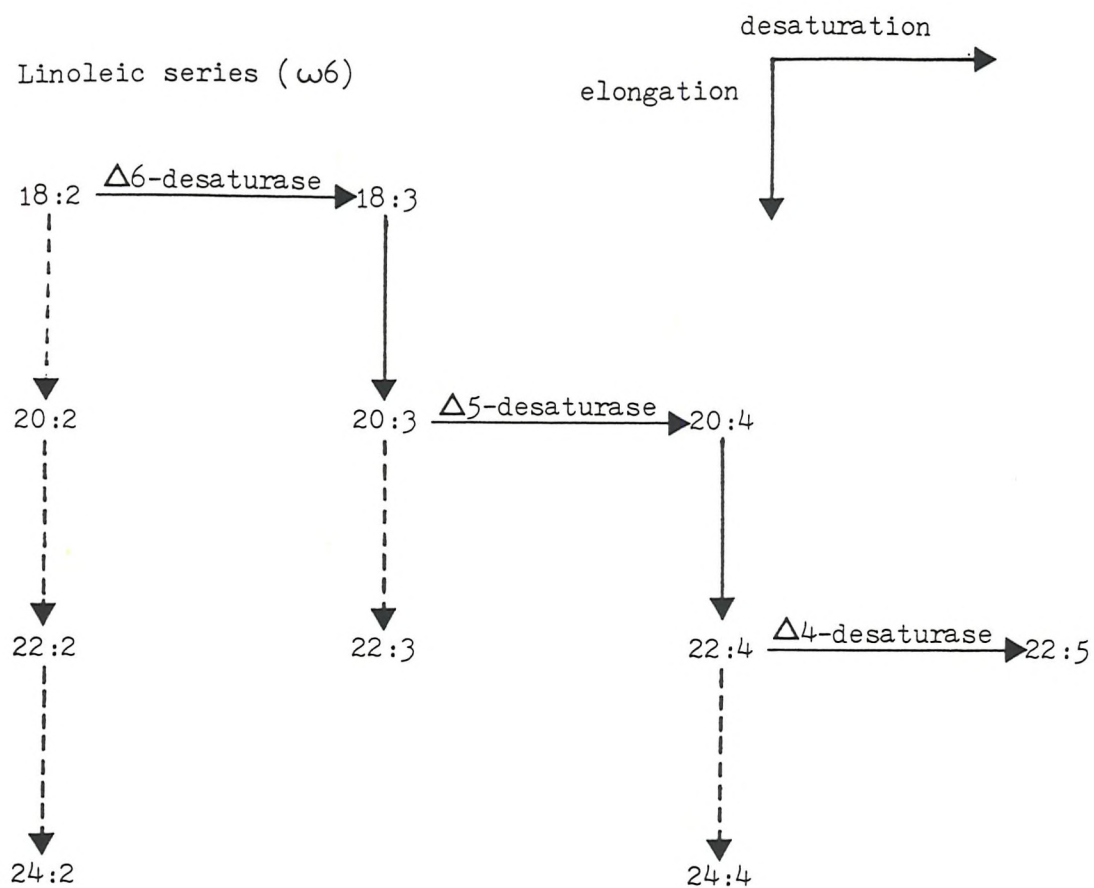 desaturation
Linoleic series (ω6)
elongation
18:2 Δ6-desaturase 18:3
20:2 20:3 Δ5-desaturase 20:4
22:2 22:3 22:4 Δ4-desaturase 22:5
24:2 24:4